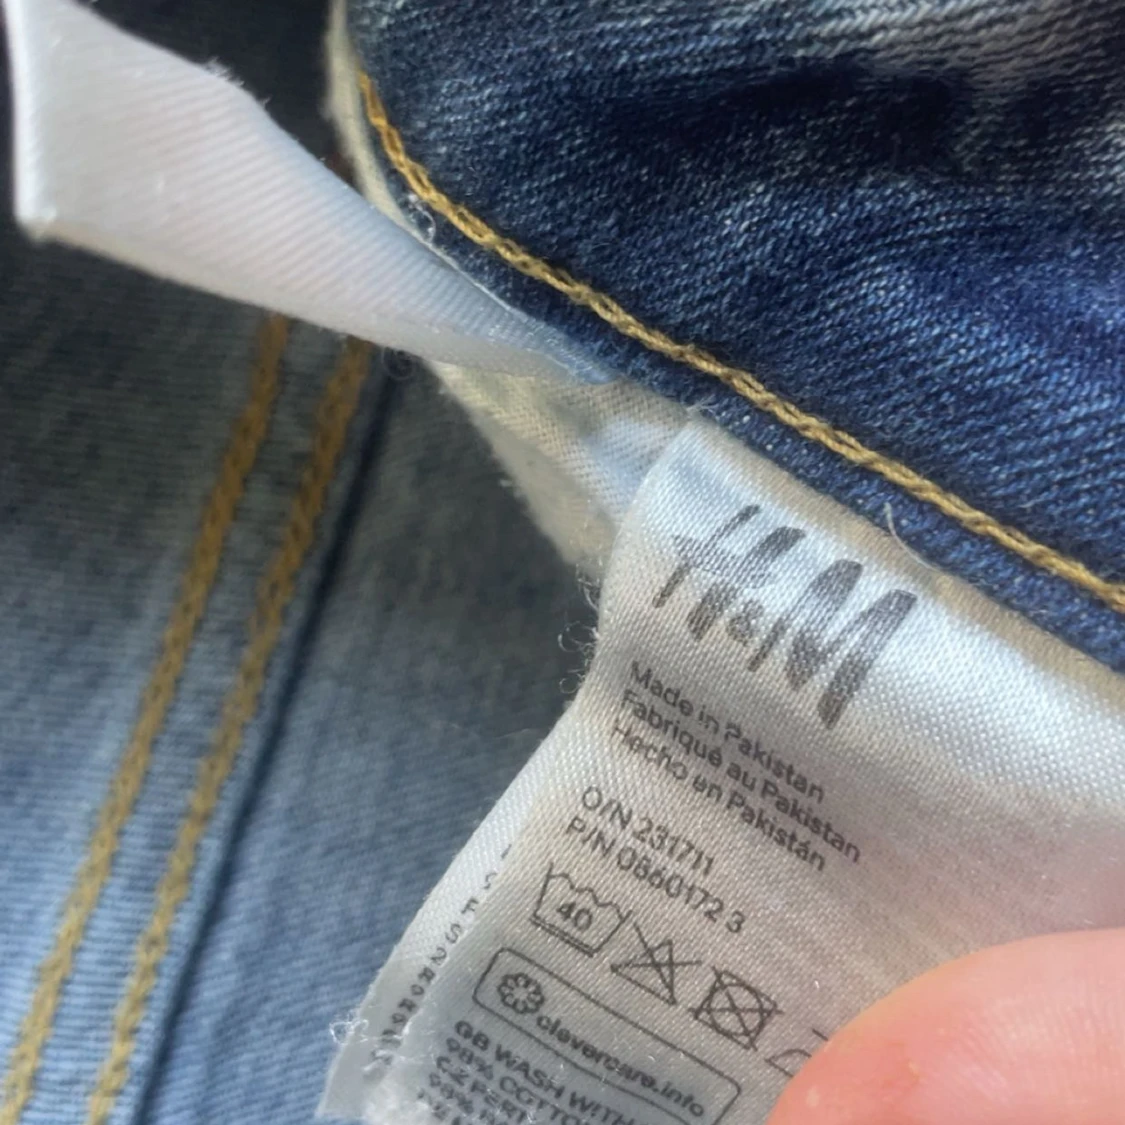 H&M
Made in Pakistan
Fabriqué au Pakistan
Hecho en Pakistán
O/N 231711
P/N 0860172 3
40
clevercare.info
GB WASH WITH
98% COTTO